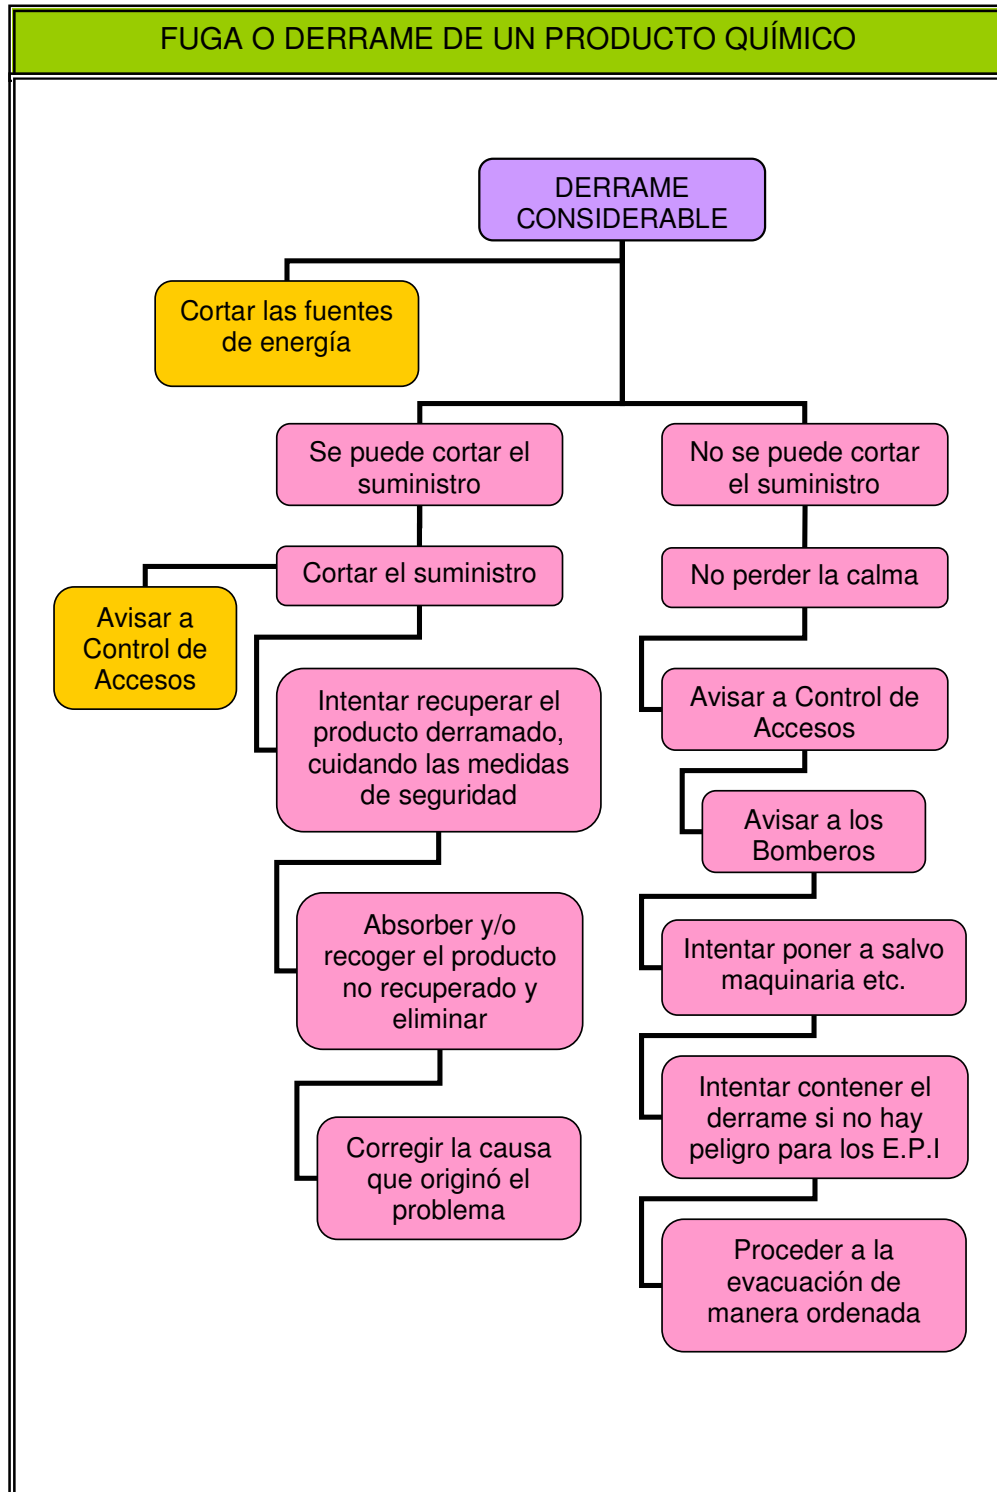 FUGA O DERRAME DE UN PRODUCTO QUÍMICO
DERRAME
CONSIDERABLE
Cortar las fuentes
de energía
Se puede cortar el
suministro
Cortar el suministro
Avisar a
Control de
Accesos
Intentar recuperar el
producto derramado,
cuidando las medidas
de seguridad
Absorber y/o
recoger el producto
no recuperado y
eliminar
Corregir la causa
que originó el
problema
No se puede cortar
el suministro
No perder la calma
Avisar a Control de
Accesos
Avisar a los
Bomberos
Intentar poner a salvo
maquinaria etc.
Intentar contener el
derrame si no hay
peligro para los E.P.I
Proceder a la
evacuación de
manera ordenada